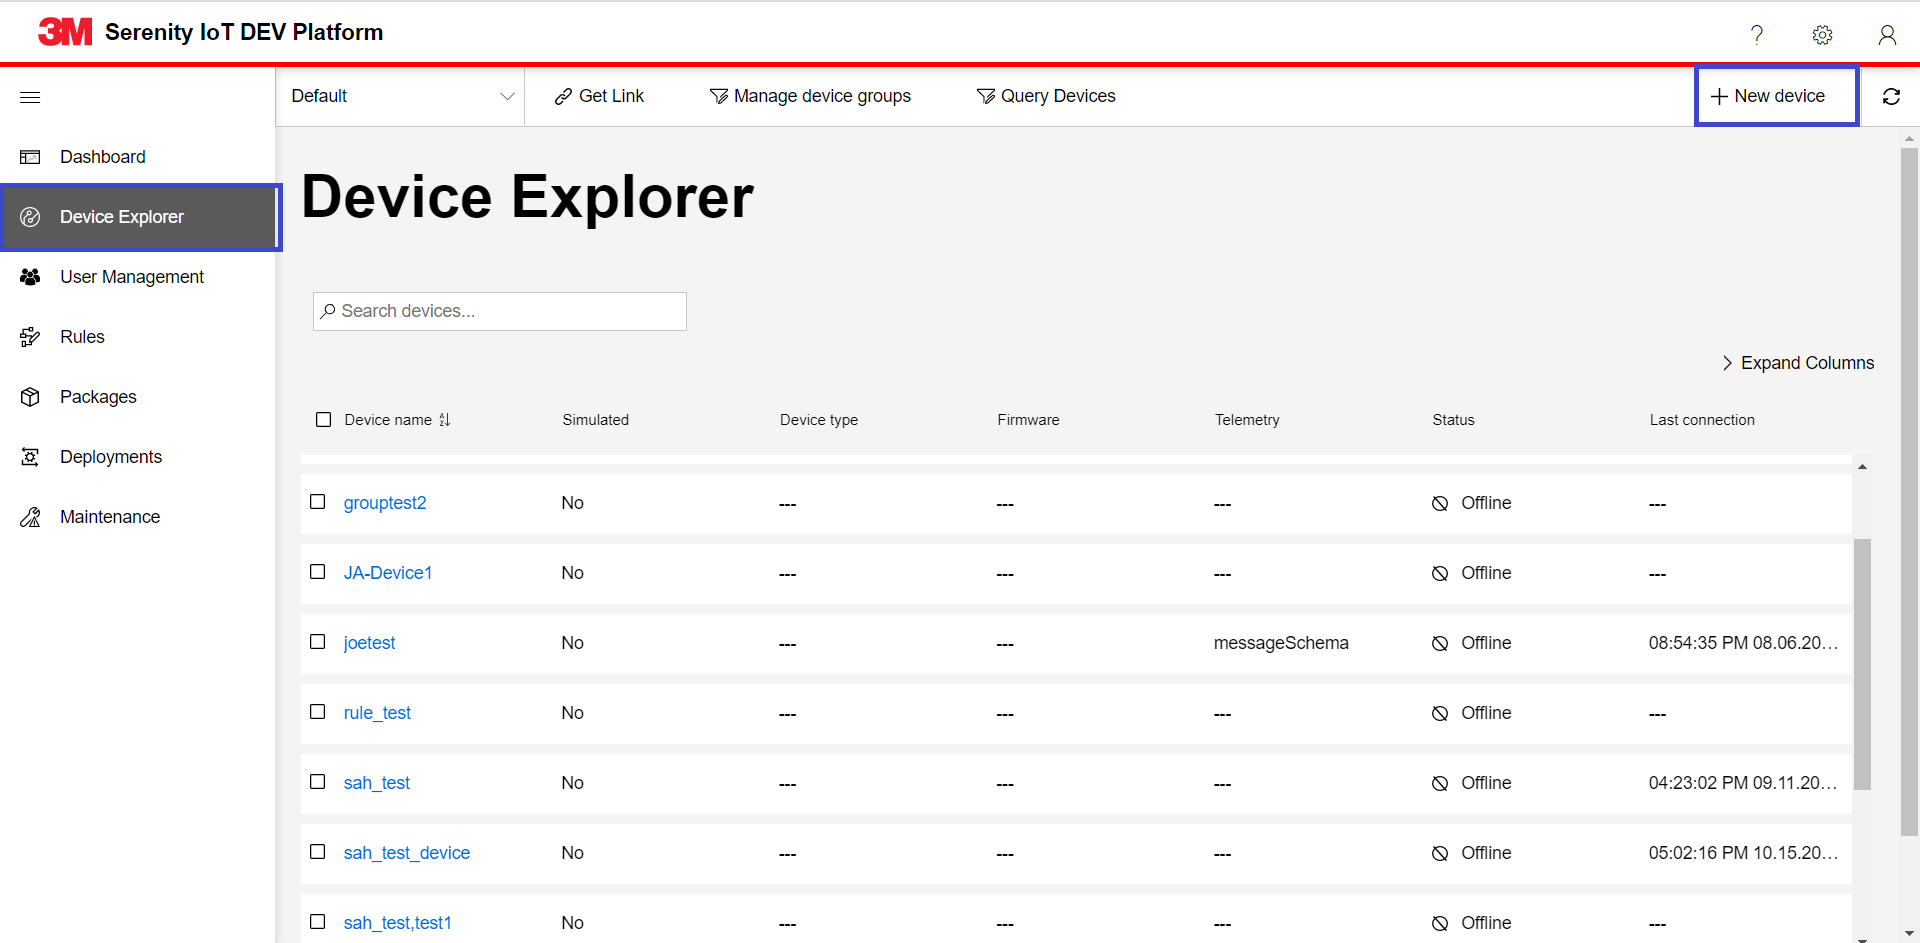 3M Serenity IoT DEV Platform
Default Get Link Manage device groups Query Devices New device
Dashboard
Device Explorer
User Management
Rules
Packages
Deployments
Maintenance
Device Explorer
Search devices...
Expand Columns
Device name Simulated Device type Firmware Telemetry Status Last connection
grouptest2 No --- --- --- Offline ---
JA-Device1 No --- --- --- Offline ---
joetest No --- --- messageSchema Offline 08:54:35 PM 08.06.20...
rule_test No --- --- --- Offline ---
sah_test No --- --- --- Offline 04:23:02 PM 09.11.20...
sah_test_device No --- --- --- Offline 05:02:16 PM 10.15.20...
sah_test,test1 No --- --- --- Offline ---